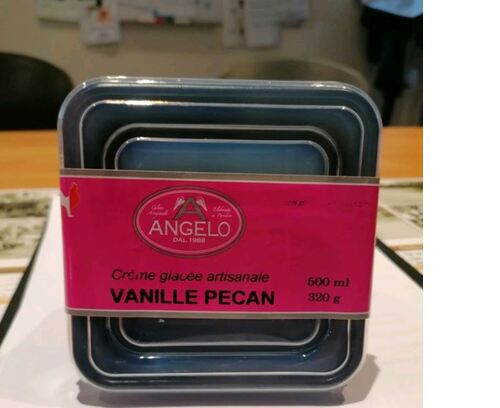 ANGELO
DAL 1988
Crème glacée artisanale
VANILLE PECAN
500 ml
320 g